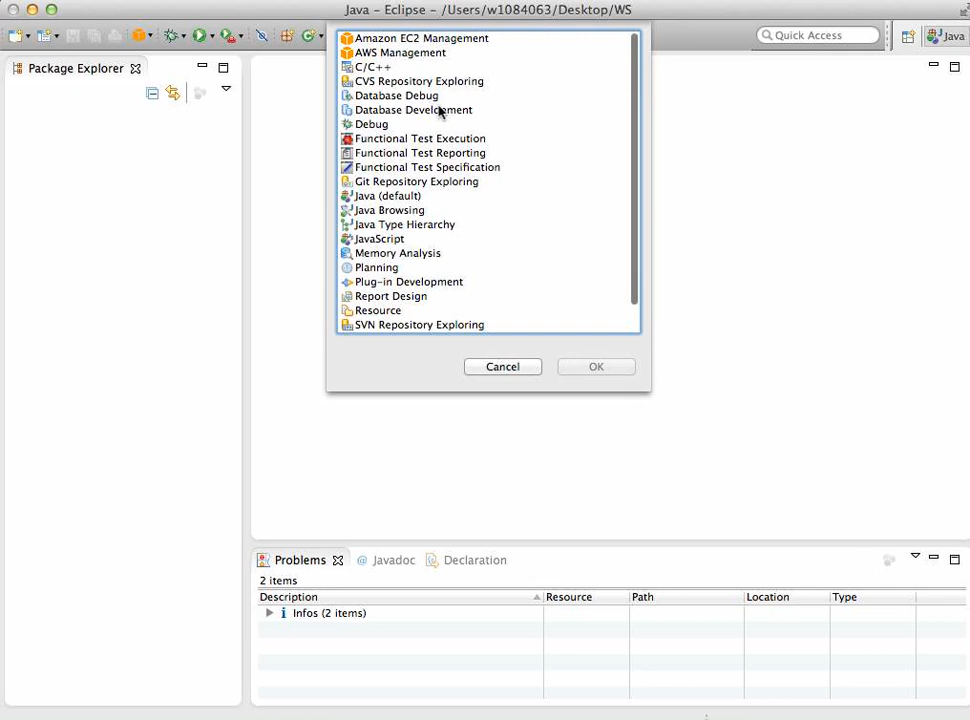 Java – Eclipse – /Users/w1084063/Desktop/WS
Quick Access
Java
Package Explorer
Amazon EC2 Management
AWS Management
C/C++
CVS Repository Exploring
Database Debug
Database Development
Debug
Functional Test Execution
Functional Test Reporting
Functional Test Specification
Git Repository Exploring
Java (default)
Java Browsing
Java Type Hierarchy
JavaScript
Memory Analysis
Planning
Plug-in Development
Report Design
Resource
SVN Repository Exploring
Cancel
OK
Problems
@ Javadoc
Declaration
2 items
Description
Resource
Path
Location
Type
Infos (2 items)